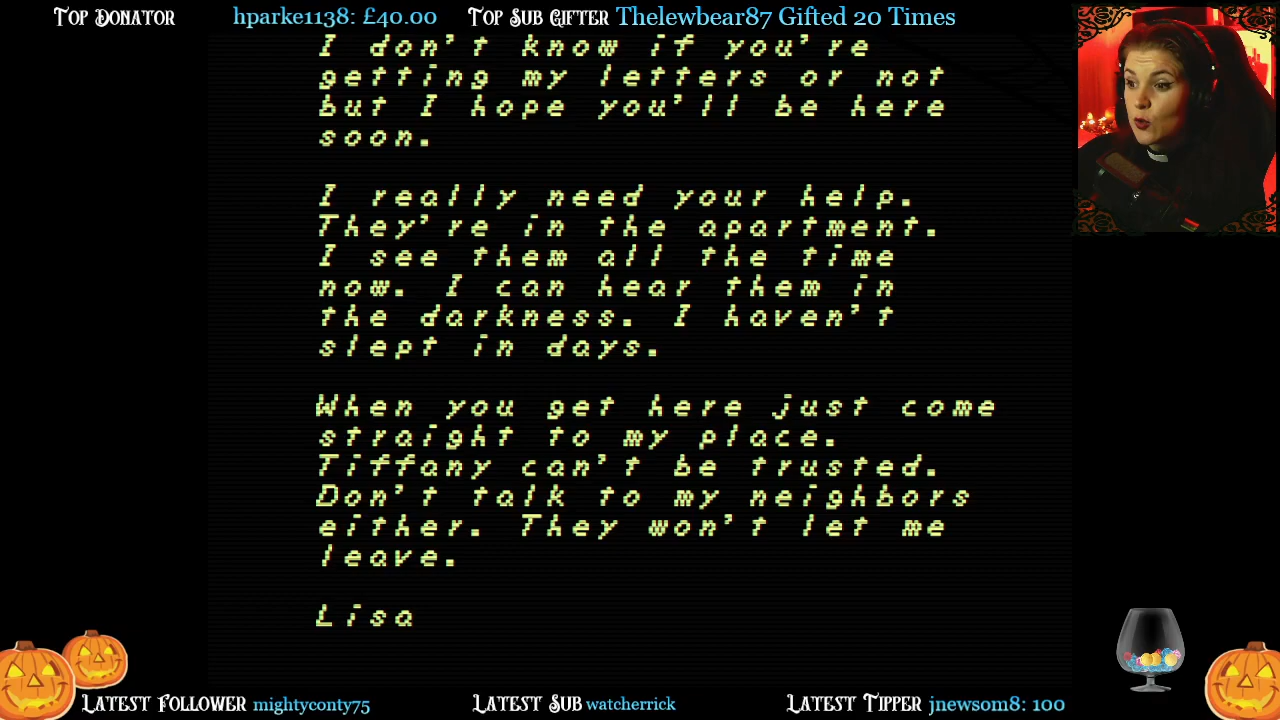 Top Donator hparke1138: £40.00 Top Sub Gifter Thelewbear87 Gifted 20 Times
I don't know if you're
getting my letters or not
but I hope you'll be here
soon.
I really need your help.
They're in the apartment.
I see them all the time
now. I can hear them in
the darkness. I haven't
slept in days.
When you get here just come
straight to my place.
Tiffany can't be trusted.
Don't talk to my neighbors
either. They won't let me
leave.
Lisa
Latest Follower mightyconty75 Latest Sub watcherrick Latest Tipper jnewsom8: 100